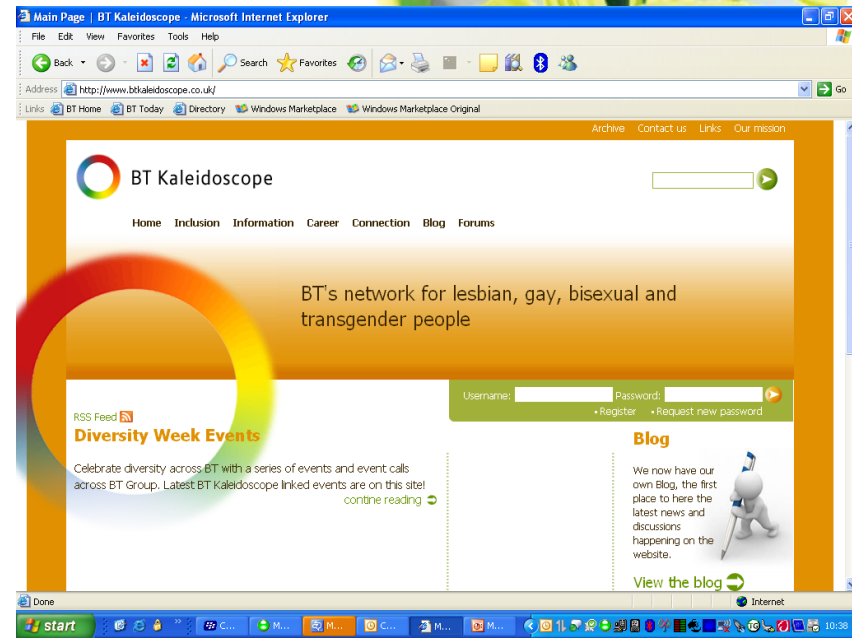 Main Page | BT Kaleidoscope - Microsoft Internet Explorer
File Edit View Favorites Tools Help
Back Search Favorites
Address http://www.btkaleidoscope.co.uk/ Go
Links BT Home BT Today Directory Windows Marketplace Windows Marketplace Original
Archive Contact us Links Our mission
BT Kaleidoscope
Home Inclusion Information Career Connection Blog Forums
BT's network for lesbian, gay, bisexual and
transgender people
Username: Password:
• Register • Request new password
RSS Feed
Diversity Week Events
Celebrate diversity across BT with a series of events and event calls
across BT Group. Latest BT Kaleidoscope linked events are on this site!
contine reading
Blog
We now have our
own Blog, the first
place to here the
latest news and
discussions
happening on the
website.
View the blog
Done Internet
start C... M... M... C... M... M... 10:38